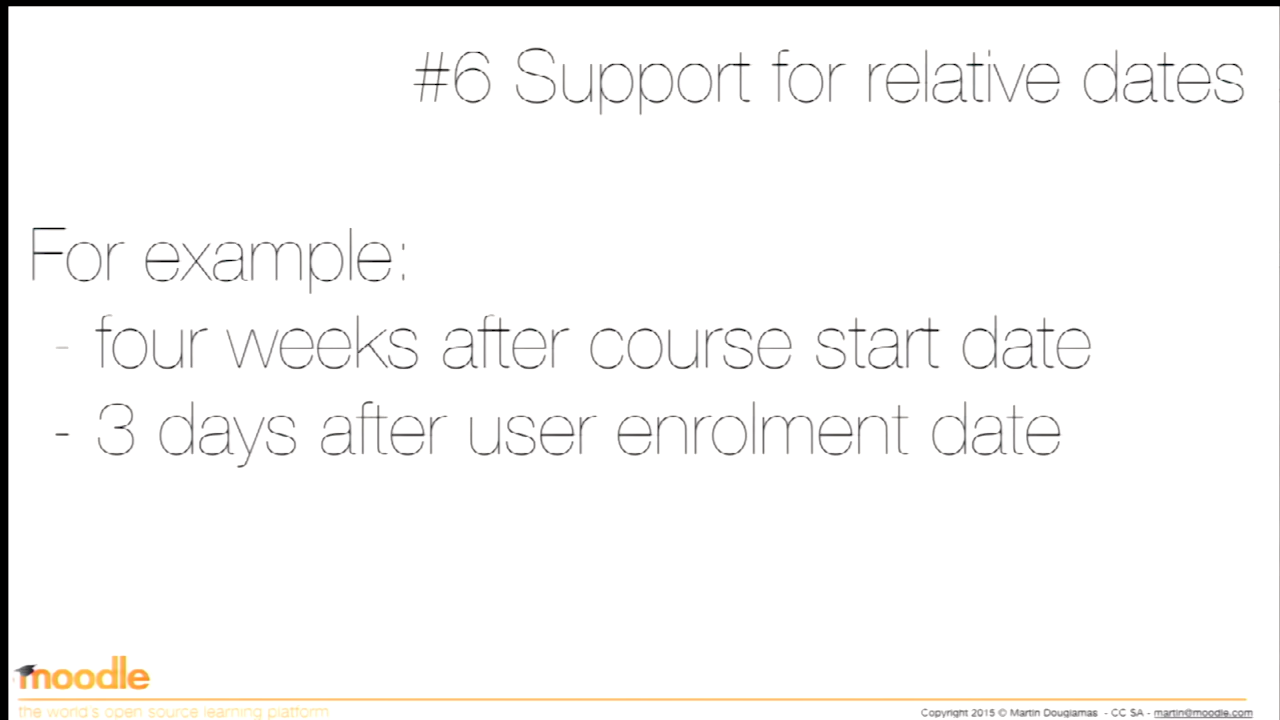 #6 Support for relative dates
For example:
- four weeks after course start date
- 3 days after user enrolment date
moodle
the world's open source learning platform
Copyright 2015 © Martin Dougiamas - CC SA - martin@moodle.com